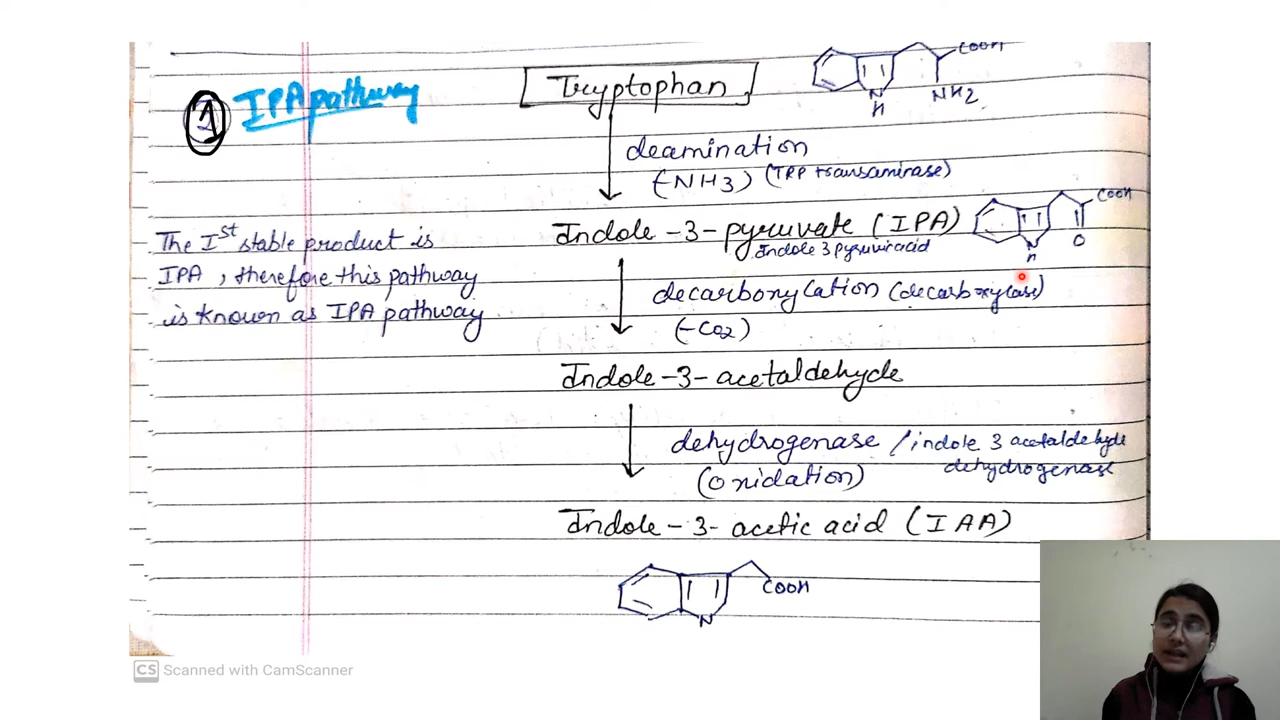 1 IPA pathway
Tryptophan
COOH
N
H
NH2
deamination
(-NH3) (TPP transaminase)
Indole-3-pyruvate (IPA)
Indole 3 pyruvic acid
COOH
O
N
H
The Ist stable product is
IPA, therefore this pathway
is known as IPA pathway
decarboxylation (decarboxylase)
(-CO2)
Indole-3-acetaldehyde
dehydrogenase / indole 3 acetaldehyde
dehydrogenase
(oxidation)
Indole-3-acetic acid (IAA)
COOH
N
CS Scanned with CamScanner